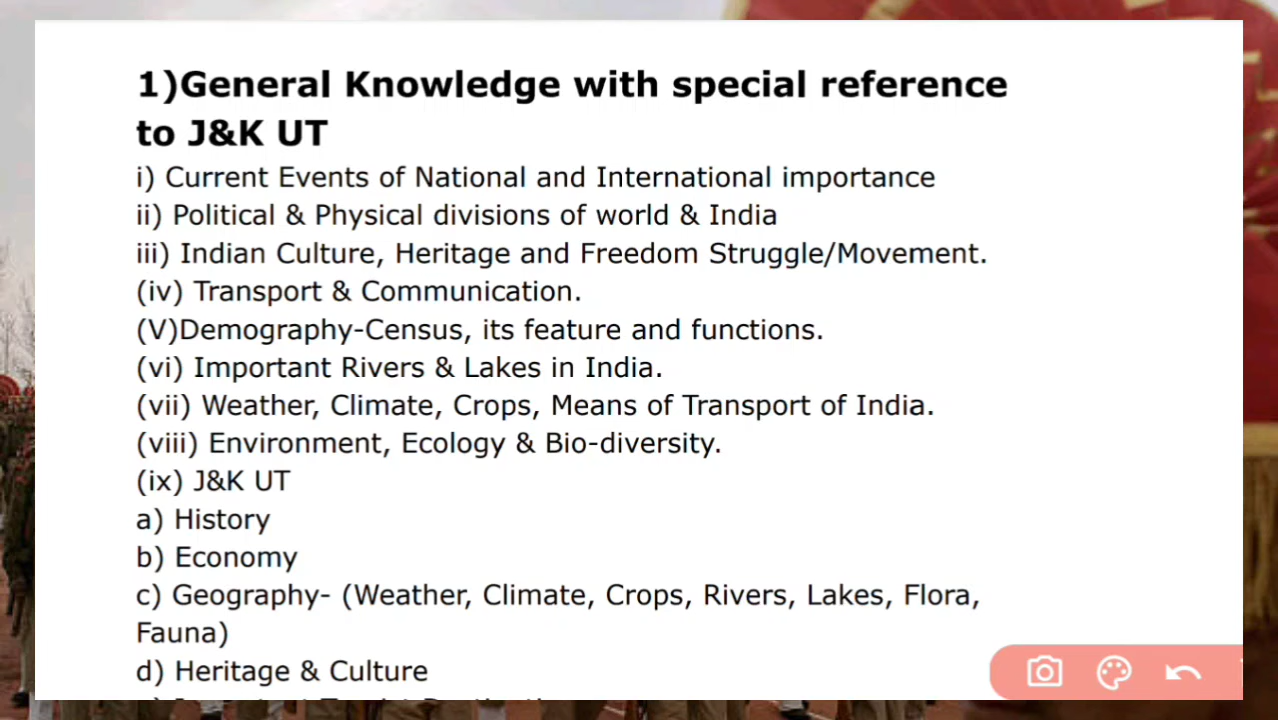 1)General Knowledge with special reference
to J&K UT
i) Current Events of National and International importance
ii) Political & Physical divisions of world & India
iii) Indian Culture, Heritage and Freedom Struggle/Movement.
(iv) Transport & Communication.
(V)Demography-Census, its feature and functions.
(vi) Important Rivers & Lakes in India.
(vii) Weather, Climate, Crops, Means of Transport of India.
(viii) Environment, Ecology & Bio-diversity.
(ix) J&K UT
a) History
b) Economy
c) Geography- (Weather, Climate, Crops, Rivers, Lakes, Flora,
Fauna)
d) Heritage & Culture